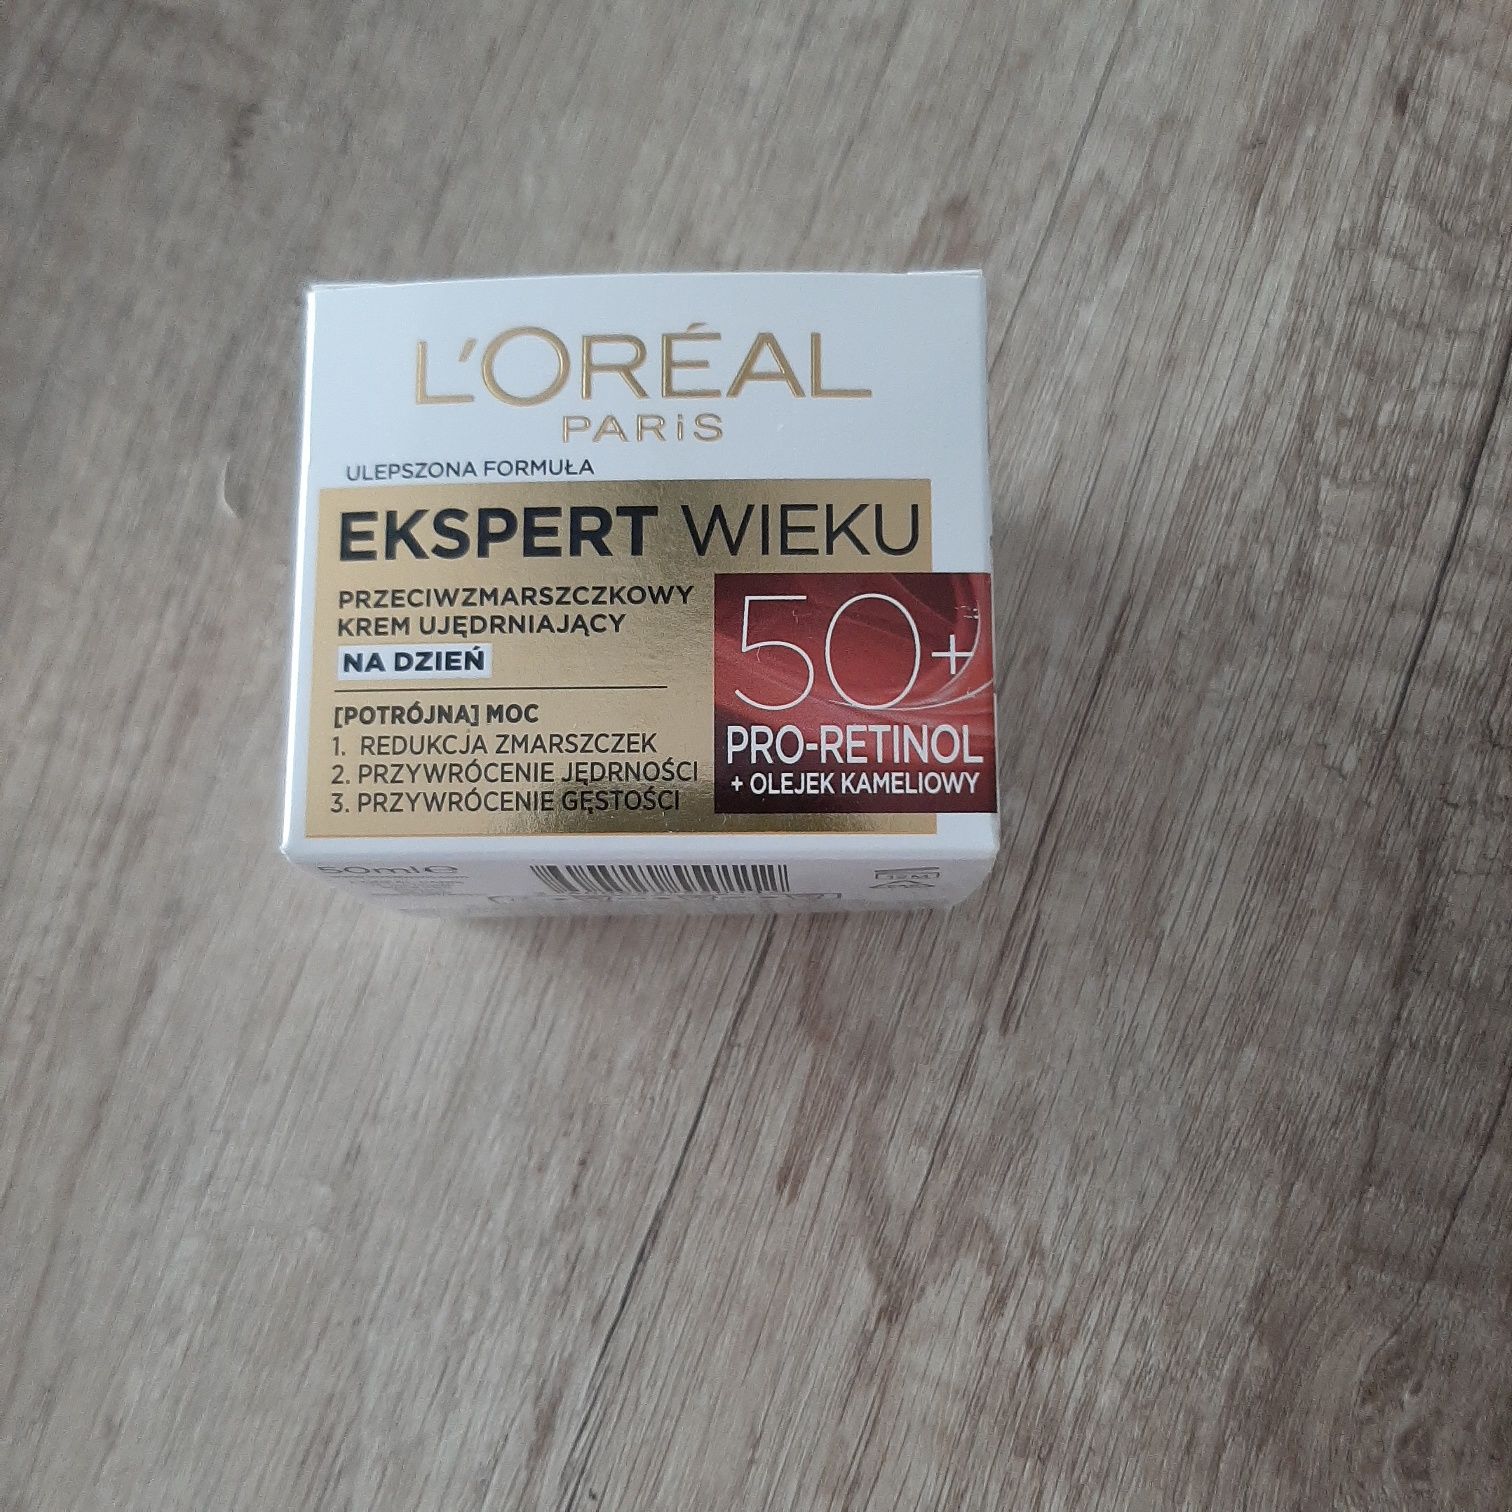 L'ORÉAL
PARiS
ULEPSZONA FORMUŁA
EKSPERT WIEKU
PRZECIWZMARSZCZKOWY
KREM UJĘDRNIAJĄCY
NA DZIEŃ
[POTRÓJNA] MOC
1. REDUKCJA ZMARSZCZEK
2. PRZYWRÓCENIE JĘDRNOŚCI
3. PRZYWRÓCENIE GĘSTOŚCI
50+
PRO-RETINOL
+ OLEJEK KAMELIOWY
50ml e
12M